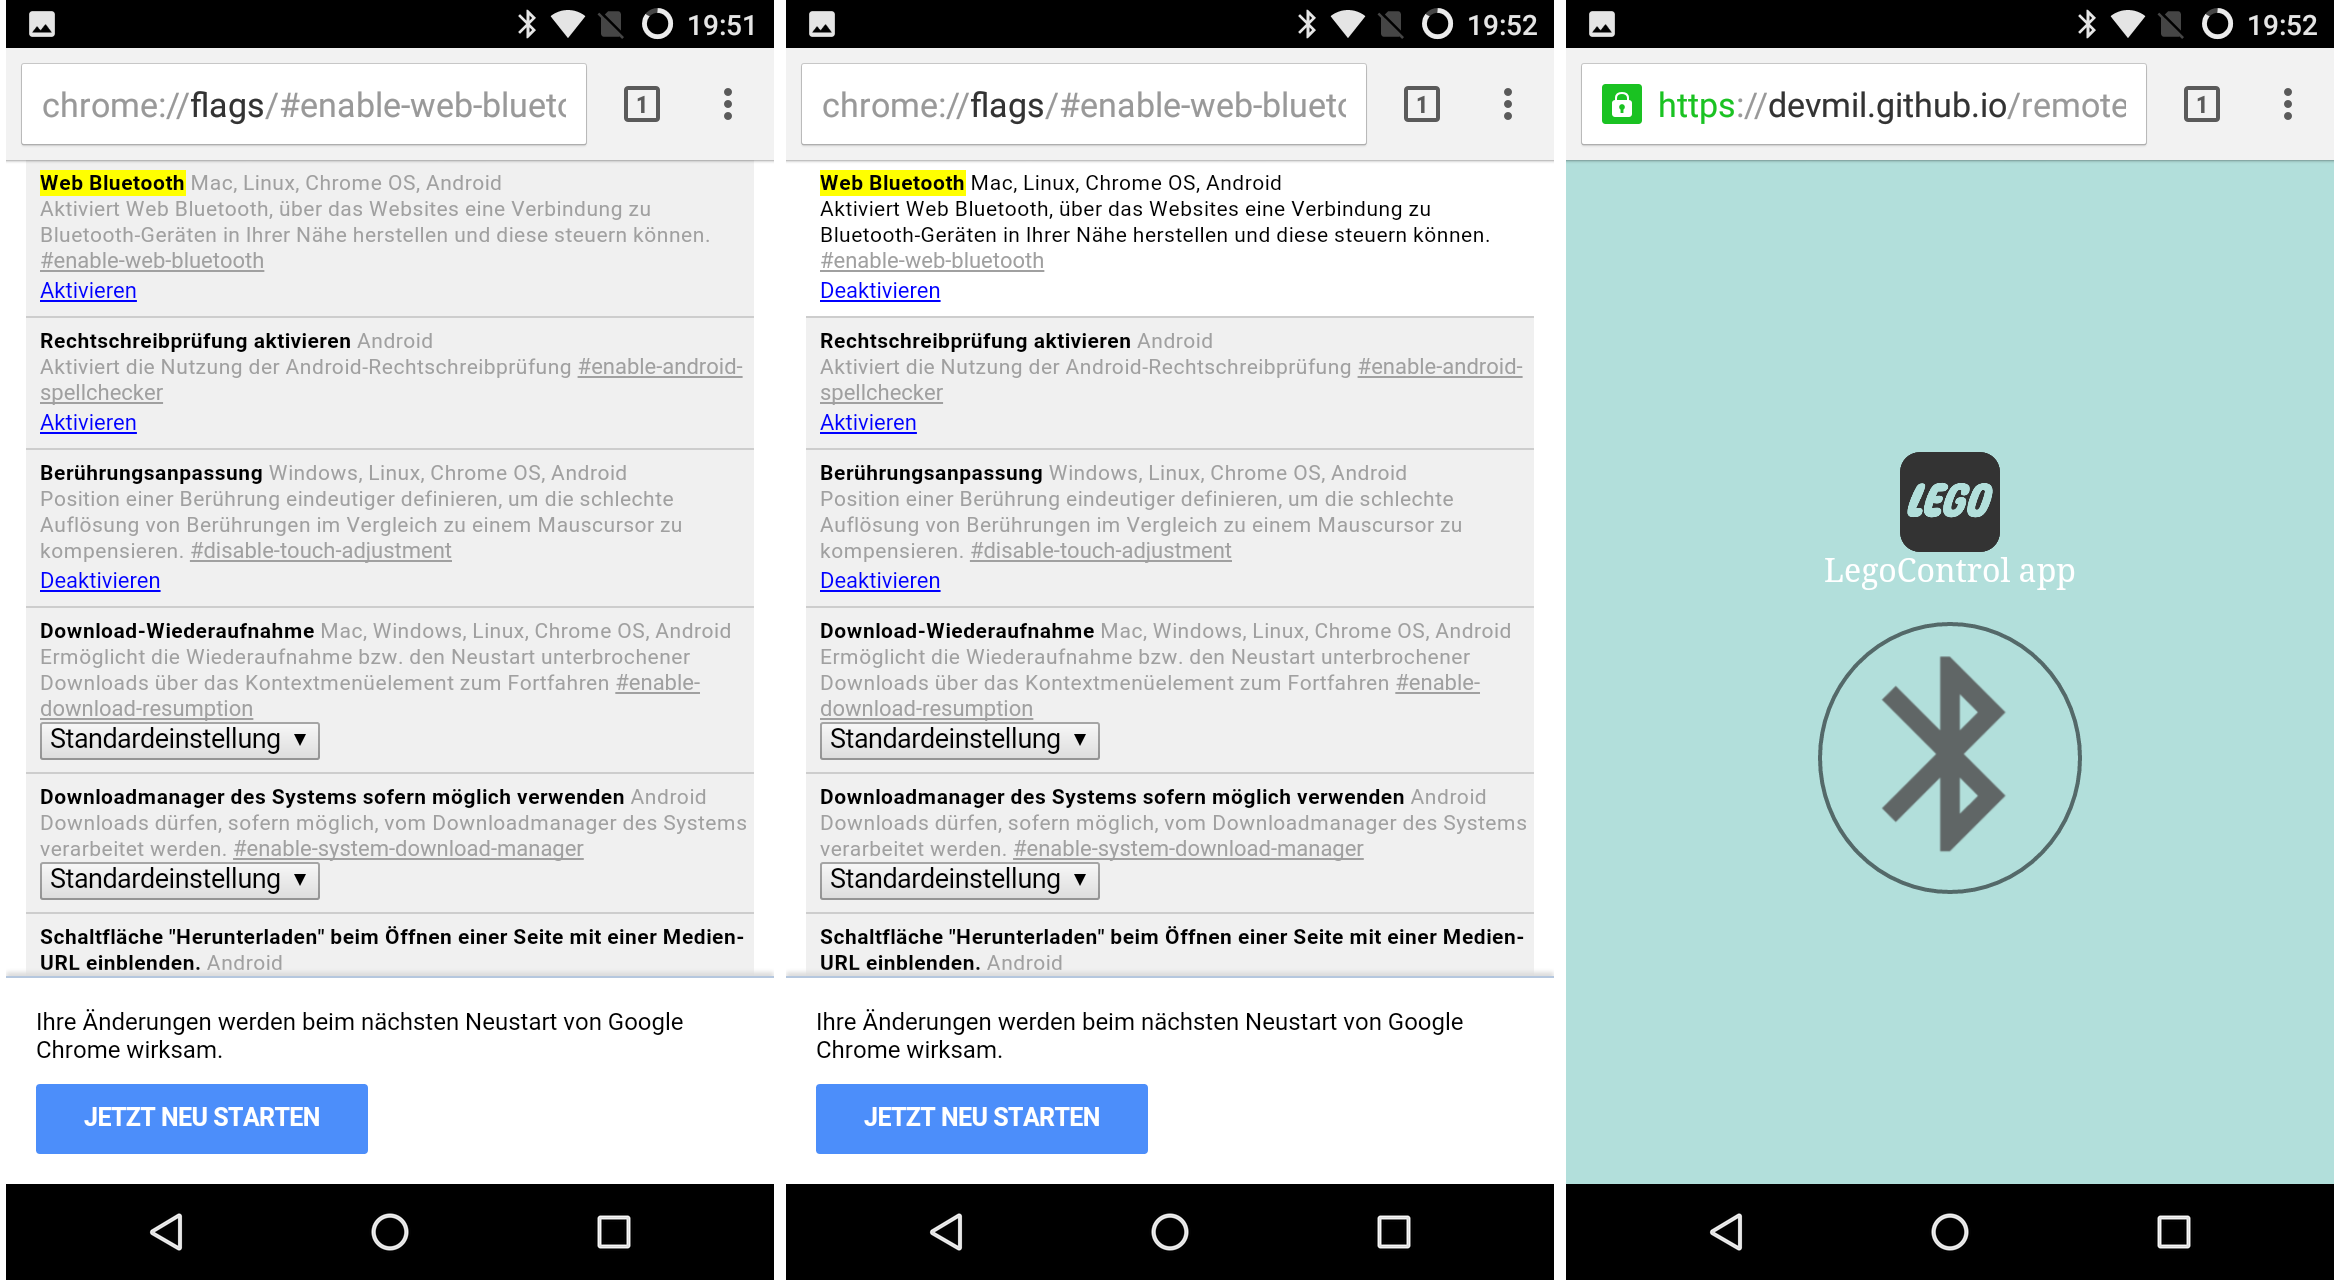 19:51
chrome://flags/#enable-web-blueto
1
Web Bluetooth Mac, Linux, Chrome OS, Android
Aktiviert Web Bluetooth, über das Websites eine Verbindung zu
Bluetooth-Geräten in Ihrer Nähe herstellen und diese steuern können.
#enable-web-bluetooth
Aktivieren
Rechtschreibprüfung aktivieren Android
Aktiviert die Nutzung der Android-Rechtschreibprüfung #enable-android-
spellchecker
Aktivieren
Berührungsanpassung Windows, Linux, Chrome OS, Android
Position einer Berührung eindeutiger definieren, um die schlechte
Auflösung von Berührungen im Vergleich zu einem Mauscursor zu
kompensieren. #disable-touch-adjustment
Deaktivieren
Download-Wiederaufnahme Mac, Windows, Linux, Chrome OS, Android
Ermöglicht die Wiederaufnahme bzw. den Neustart unterbrochener
Downloads über das Kontextmenüelement zum Fortfahren #enable-
download-resumption
Standardeinstellung
Downloadmanager des Systems sofern möglich verwenden Android
Downloads dürfen, sofern möglich, vom Downloadmanager des Systems
verarbeitet werden. #enable-system-download-manager
Standardeinstellung
Schaltfläche "Herunterladen" beim Öffnen einer Seite mit einer Medien-
URL einblenden. Android
Ihre Änderungen werden beim nächsten Neustart von Google
Chrome wirksam.
JETZT NEU STARTEN
19:52
chrome://flags/#enable-web-blueto
1
Web Bluetooth Mac, Linux, Chrome OS, Android
Aktiviert Web Bluetooth, über das Websites eine Verbindung zu
Bluetooth-Geräten in Ihrer Nähe herstellen und diese steuern können.
#enable-web-bluetooth
Deaktivieren
Rechtschreibprüfung aktivieren Android
Aktiviert die Nutzung der Android-Rechtschreibprüfung #enable-android-
spellchecker
Aktivieren
Berührungsanpassung Windows, Linux, Chrome OS, Android
Position einer Berührung eindeutiger definieren, um die schlechte
Auflösung von Berührungen im Vergleich zu einem Mauscursor zu
kompensieren. #disable-touch-adjustment
Deaktivieren
Download-Wiederaufnahme Mac, Windows, Linux, Chrome OS, Android
Ermöglicht die Wiederaufnahme bzw. den Neustart unterbrochener
Downloads über das Kontextmenüelement zum Fortfahren #enable-
download-resumption
Standardeinstellung
Downloadmanager des Systems sofern möglich verwenden Android
Downloads dürfen, sofern möglich, vom Downloadmanager des Systems
verarbeitet werden. #enable-system-download-manager
Standardeinstellung
Schaltfläche "Herunterladen" beim Öffnen einer Seite mit einer Medien-
URL einblenden. Android
Ihre Änderungen werden beim nächsten Neustart von Google
Chrome wirksam.
JETZT NEU STARTEN
19:52
https://devmil.github.io/remote
1
LEGO
LegoControl app